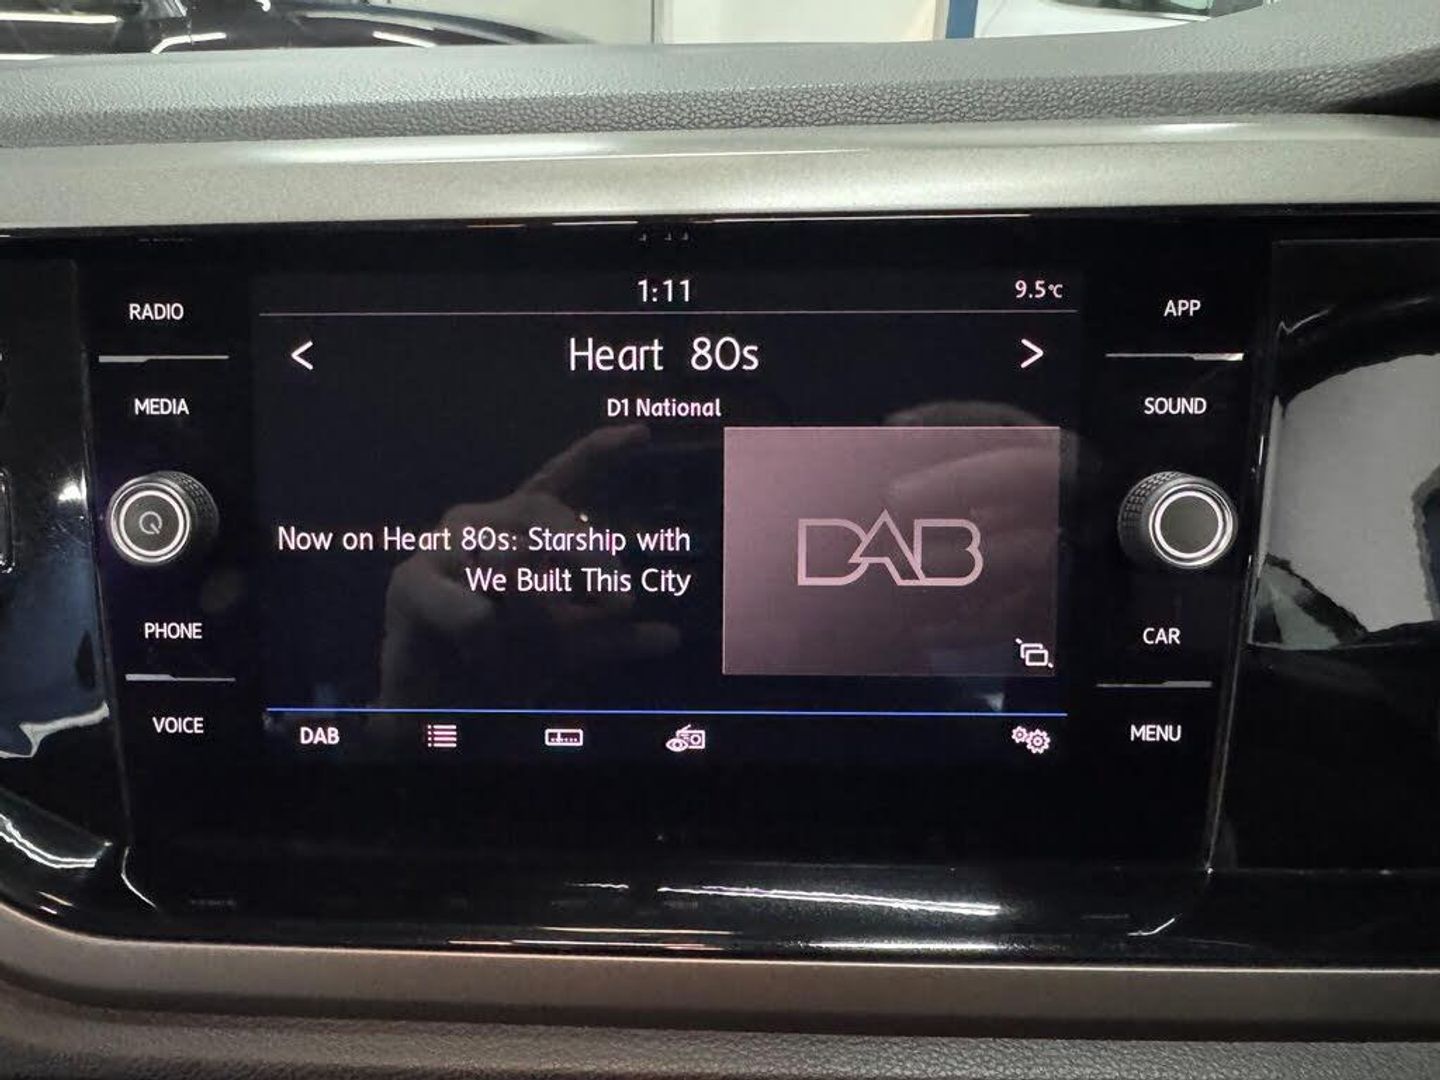 1:11
9.5°C
< Heart 80s >
D1 National
Now on Heart 80s: Starship with
We Built This City
DAB
DAB
RADIO
MEDIA
PHONE
VOICE
APP
SOUND
CAR
MENU